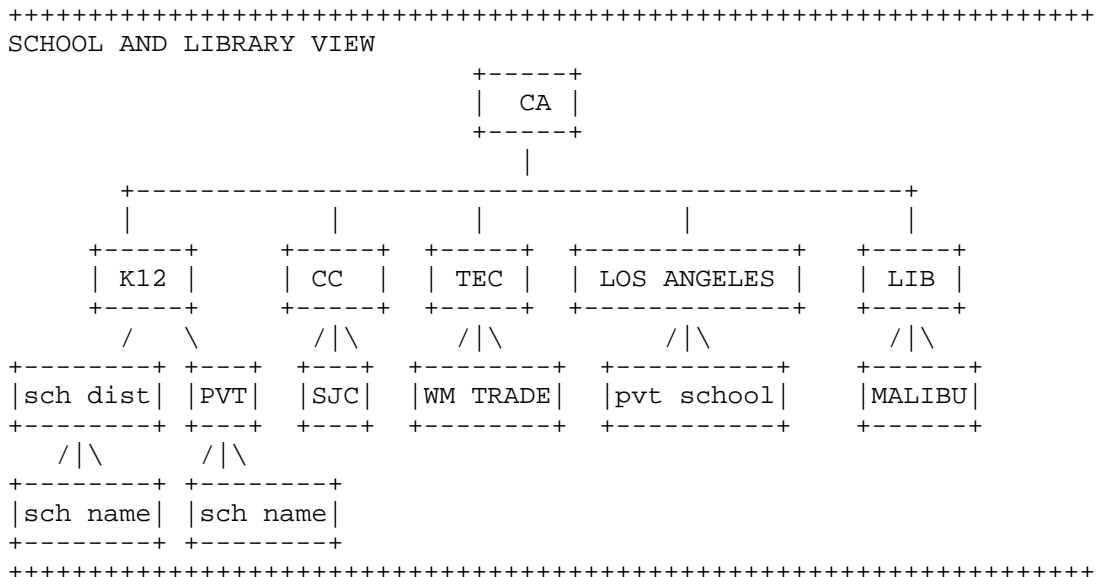 SCHOOL AND LIBRARY VIEW
CA
K12 CC TEC LOS ANGELES LIB
sch dist PVT SJC WM TRADE pvt school MALIBU
sch name sch name